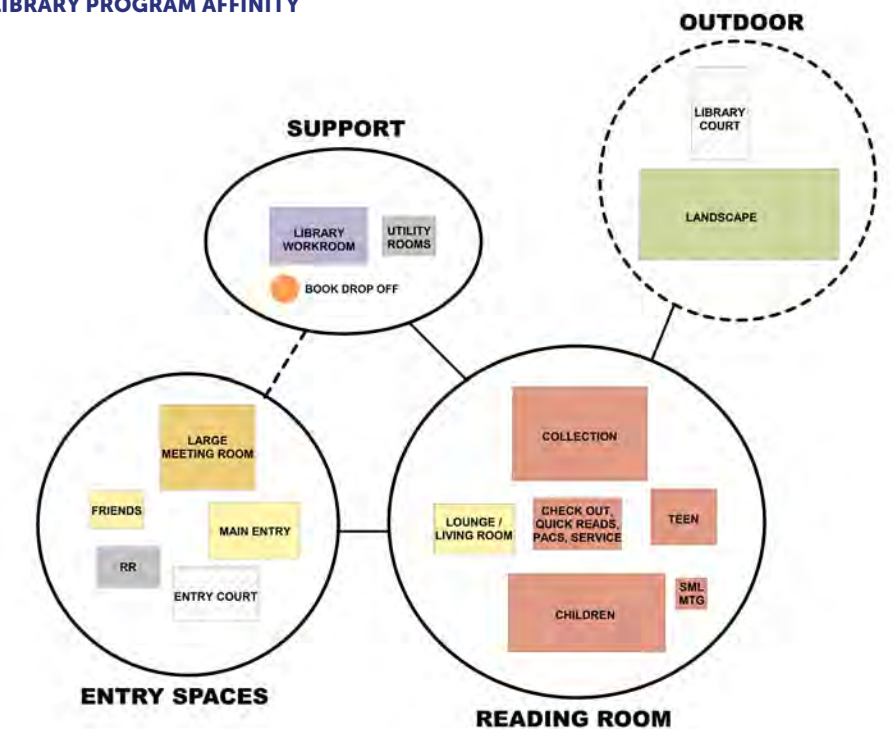 LIBRARY PROGRAM AFFINITY
OUTDOOR
LIBRARY
COURT
LANDSCAPE
SUPPORT
LIBRARY
WORKROOM
UTILITY
ROOMS
BOOK DROP OFF
LARGE
MEETING ROOM
FRIENDS
MAIN ENTRY
RR
ENTRY COURT
ENTRY SPACES
COLLECTION
LOUNGE /
LIVING ROOM
CHECK OUT,
QUICK READS,
PACS, SERVICE
TEEN
CHILDREN
SML
MTG
READING ROOM